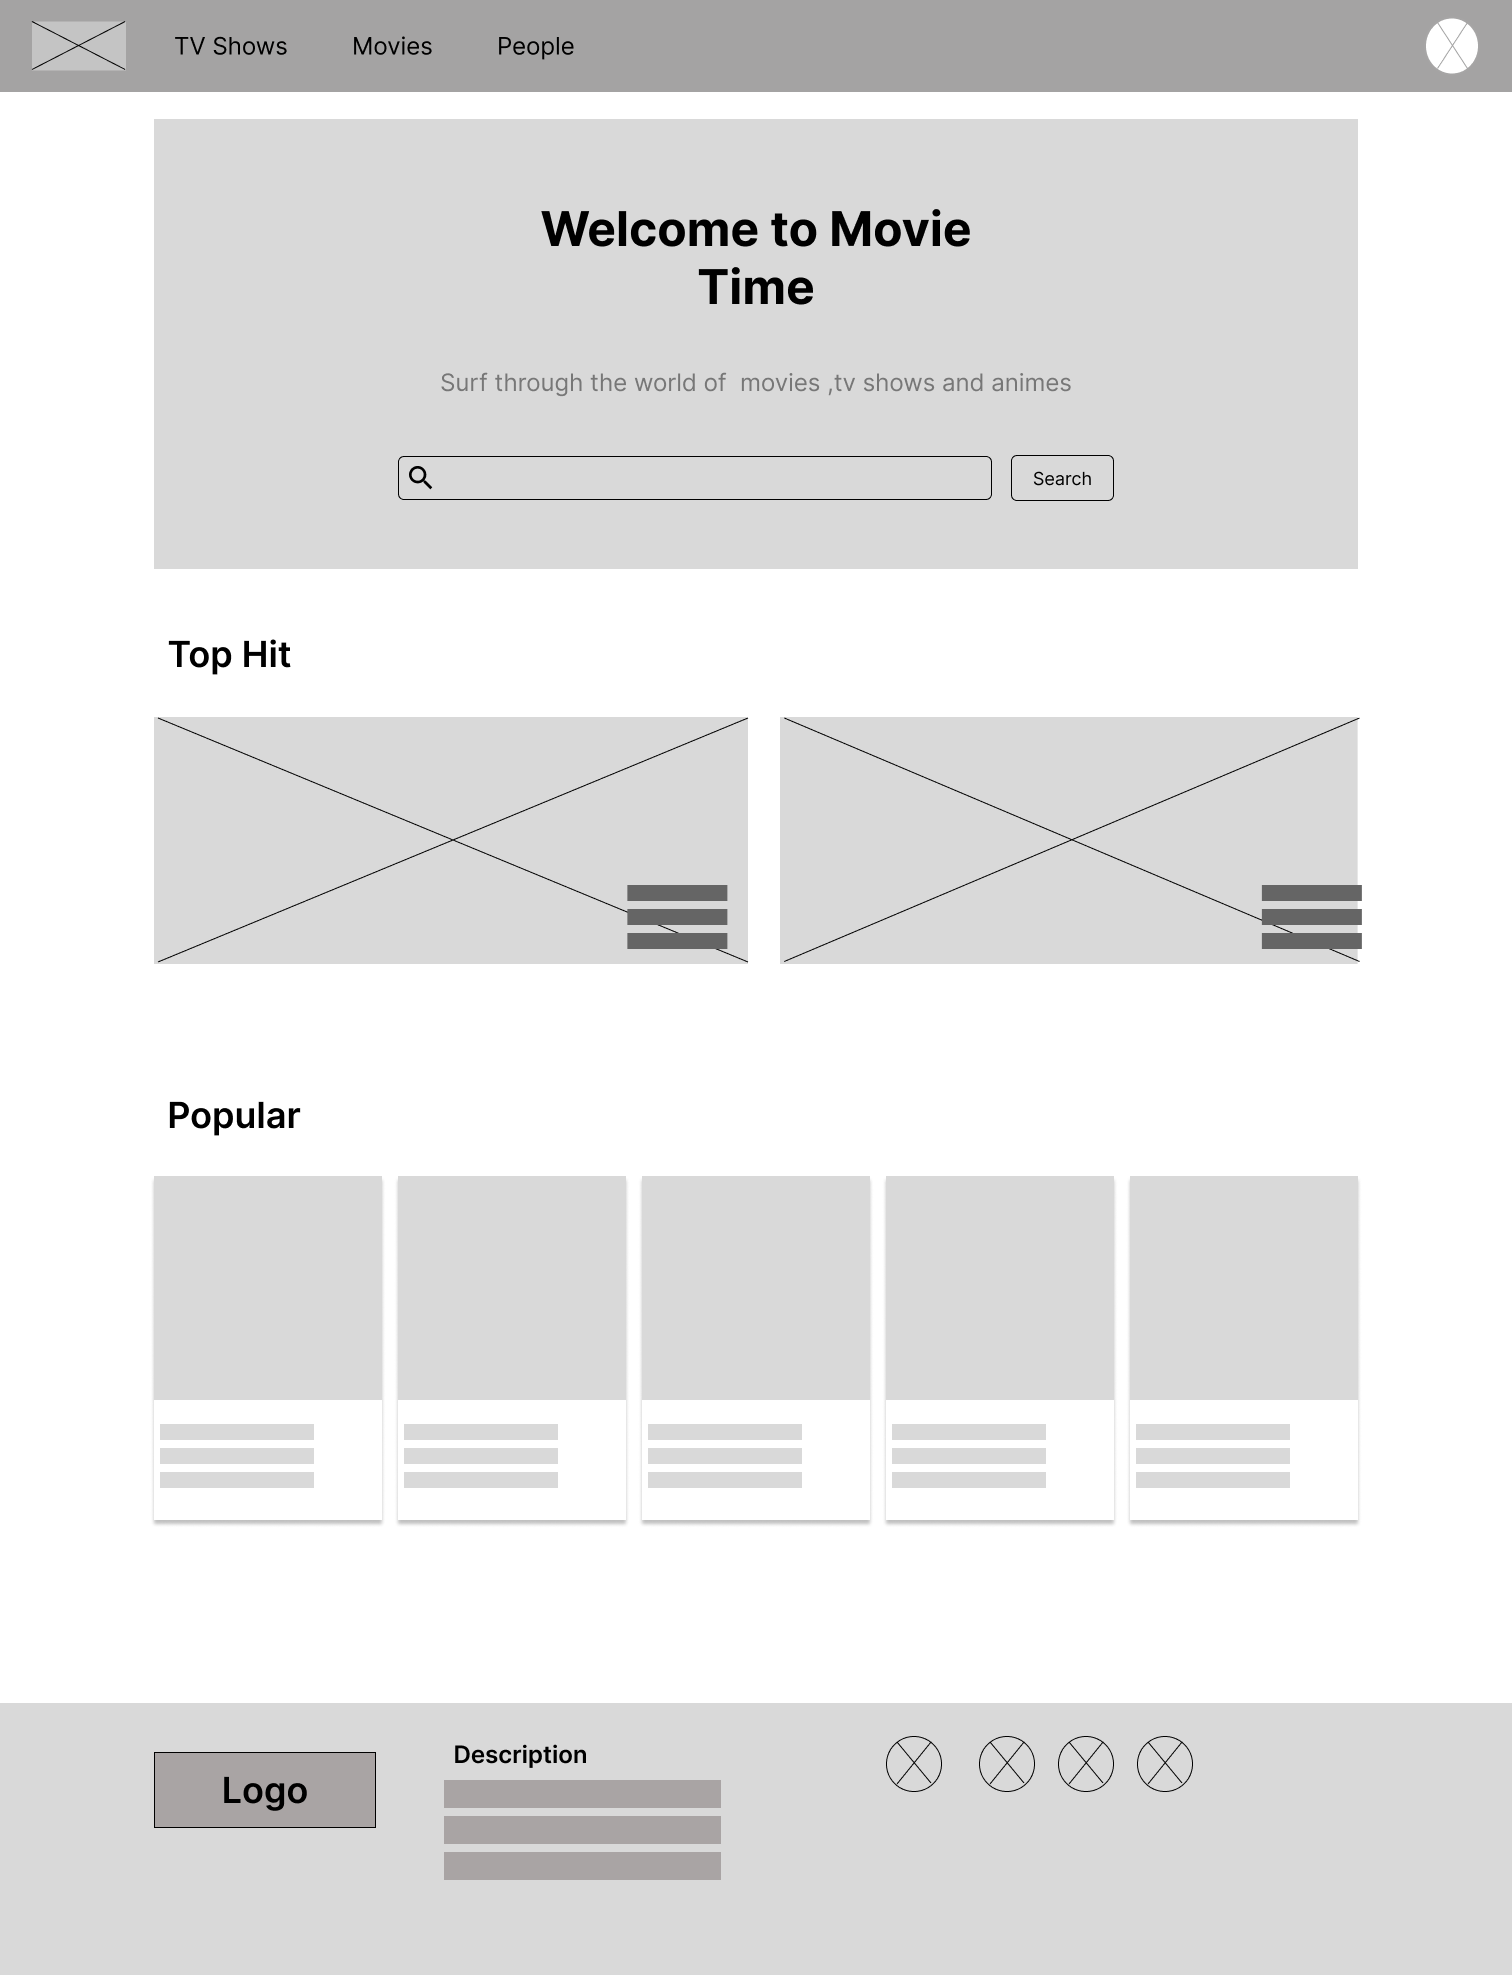 TV Shows
Movies
People
Welcome to Movie
Time
Surf through the world of  movies ,tv shows and animes
Search
Top Hit
Popular
Logo
Description